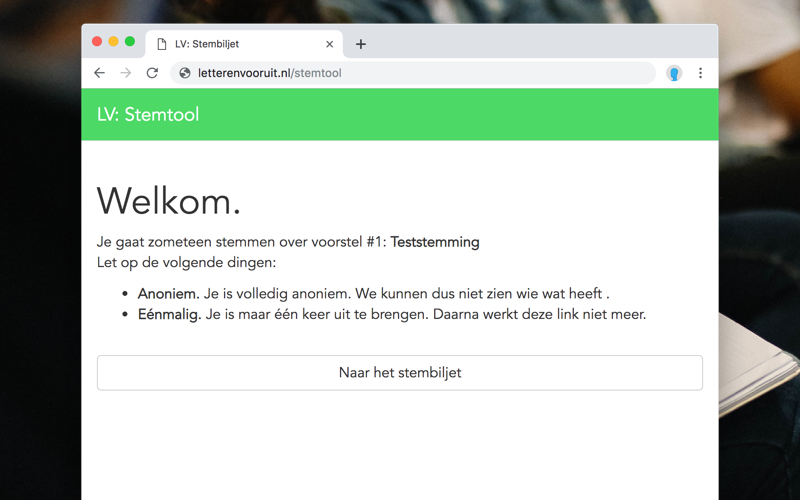 LV: Stembiljet
letterenvooruit.nl/stemtool
LV: Stemtool
Welkom.
Je gaat zometeen stemmen over voorstel #1: Teststemming
Let op de volgende dingen:
• Anoniem. Je is volledig anoniem. We kunnen dus niet zien wie wat heeft .
• Eénmalig. Je is maar één keer uit te brengen. Daarna werkt deze link niet meer.
Naar het stembiljet